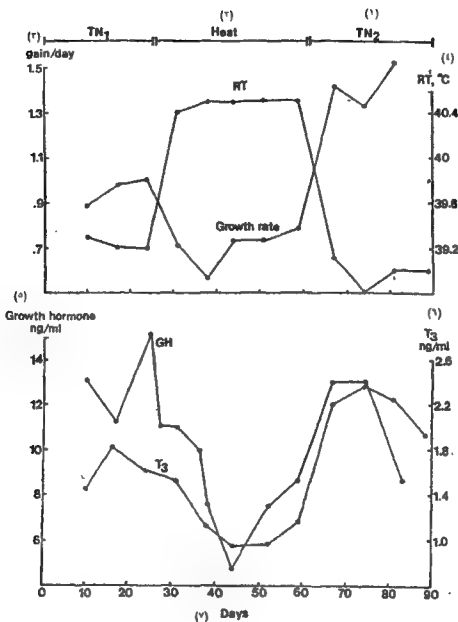 (٢) (١)
(٣) TN1 Heat TN2 (٤)
gain/day RT, °C
1.5
RT
1.3 40.4
1.1 40
.9 39.8
Growth rate
.7 39.2
(٥) (٦)
Growth hormone T3
ng/ml ng/ml
GH 2.6
14
12 2.2
10 1.8
T3
8 1.5
6 1.0
0 10 20 30 40 50 60 70 80 90
(٧) Days